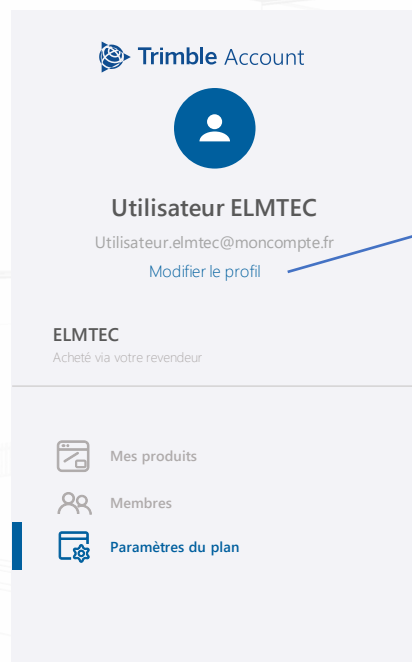 Trimble Account
Utilisateur ELMTEC
Utilisateur.elmtec@moncompte.fr
Modifier le profil
ELMTEC
Acheté via votre revendeur
Mes produits
Membres
Paramètres du plan